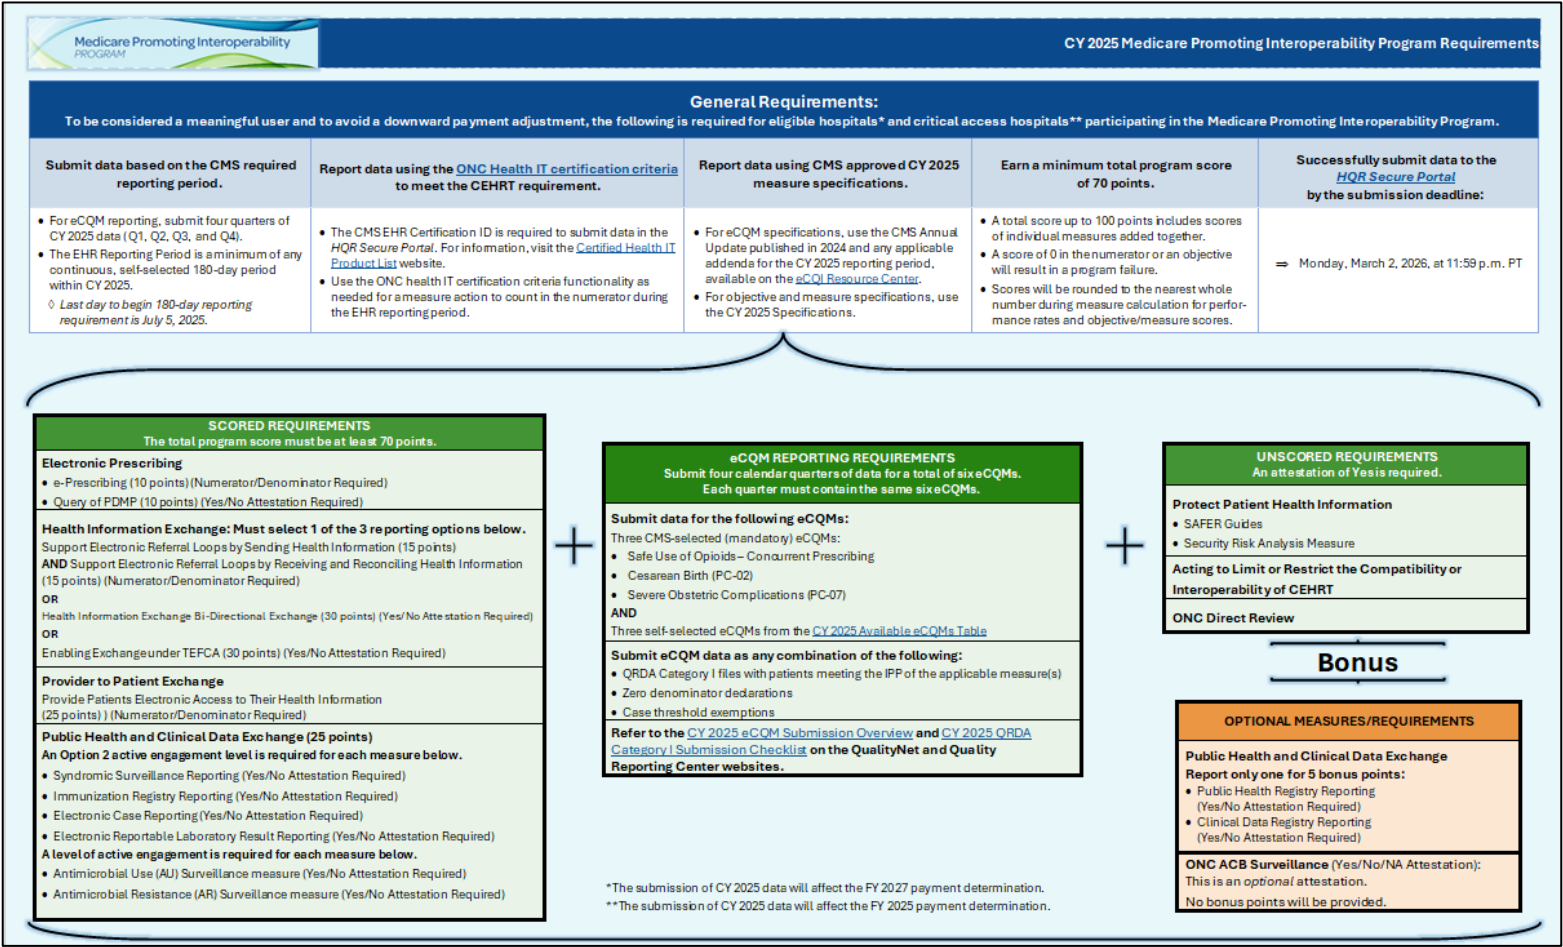 Medicare Promoting Interoperability
PROGRAM
CY 2025 Medicare Promoting Interoperability Program Requirements
General Requirements:
To be considered a meaningful user and to avoid a downward payment adjustment, the following is required for eligible hospitals* and critical access hospitals** participating in the Medicare Promoting Interoperability Program.
Submit data based on the CMS required
reporting period.
• For eCQM reporting, submit four quarters of
CY 2025 data (Q1, Q2, Q3, and Q4).
• The EHR Reporting Period is a minimum of any
continuous, self-selected 180-day period
within CY 2025.
◊ Last day to begin 180-day reporting
requirement is July 5, 2025.
Report data using the ONC Health IT certification criteria
to meet the CEHRT requirement.
• The CMS EHR Certification ID is required to submit data in the
HQR Secure Portal. For information, visit the Certified Health IT
Product List website.
• Use the ONC health IT certification criteria functionality as
needed for a measure action to count in the numerator during
the EHR reporting period.
Report data using CMS approved CY 2025
measure specifications.
• For eCQM specifications, use the CMS Annual
Update published in 2024 and any applicable
addenda for the CY 2025 reporting period,
available on the eCQI Resource Center.
• For objective and measure specifications, use
the CY 2025 Specifications.
Earn a minimum total program score
of 70 points.
• A total score up to 100 points includes scores
of individual measures added together.
• A score of 0 in the numerator or an objective
will result in a program failure.
• Scores will be rounded to the nearest whole
number during measure calculation for perfor-
mance rates and objective/measure scores.
Successfully submit data to the
HQR Secure Portal
by the submission deadline:
⇒ Monday, March 2, 2026, at 11:59 p.m. PT
SCORED REQUIREMENTS
The total program score must be at least 70 points.
Electronic Prescribing
• e-Prescribing (10 points) (Numerator/Denominator Required)
• Query of PDMP (10 points) (Yes/No Attestation Required)
Health Information Exchange: Must select 1 of the 3 reporting options below.
Support Electronic Referral Loops by Sending Health Information (15 points)
AND Support Electronic Referral Loops by Receiving and Reconciling Health Information
(15 points) (Numerator/Denominator Required)
OR
Health Information Exchange Bi-Directional Exchange (30 points) (Yes/No Attestation Required)
OR
Enabling Exchange under TEFCA (30 points) (Yes/No Attestation Required)
Provider to Patient Exchange
Provide Patients Electronic Access to Their Health Information
(25 points) ) (Numerator/Denominator Required)
Public Health and Clinical Data Exchange (25 points)
An Option 2 active engagement level is required for each measure below.
• Syndromic Surveillance Reporting (Yes/No Attestation Required)
• Immunization Registry Reporting (Yes/No Attestation Required)
• Electronic Case Reporting (Yes/No Attestation Required)
• Electronic Reportable Laboratory Result Reporting (Yes/No Attestation Required)
A level of active engagement is required for each measure below.
• Antimicrobial Use (AU) Surveillance measure (Yes/No Attestation Required)
• Antimicrobial Resistance (AR) Surveillance measure (Yes/No Attestation Required)
+
eCQM REPORTING REQUIREMENTS
Submit four calendar quarters of data for a total of six eCQMs.
Each quarter must contain the same six eCQMs.
Submit data for the following eCQMs:
Three CMS-selected (mandatory) eCQMs:
• Safe Use of Opioids– Concurrent Prescribing
• Cesarean Birth (PC-02)
• Severe Obstetric Complications (PC-07)
AND
Three self-selected eCQMs from the CY 2025 Available eCQMs Table
Submit eCQM data as any combination of the following:
• QRDA Category I files with patients meeting the IPP of the applicable measure(s)
• Zero denominator declarations
• Case threshold exemptions
Refer to the CY 2025 eCQM Submission Overview and CY 2025 QRDA
Category I Submission Checklist on the QualityNet and Quality
Reporting Center websites.
+
UNSCORED REQUIREMENTS
An attestation of Yes is required.
Protect Patient Health Information
• SAFER Guides
• Security Risk Analysis Measure
Acting to Limit or Restrict the Compatibility or
Interoperability of CEHRT
ONC Direct Review
Bonus
OPTIONAL MEASURES/REQUIREMENTS
Public Health and Clinical Data Exchange
Report only one for 5 bonus points:
• Public Health Registry Reporting
(Yes/No Attestation Required)
• Clinical Data Registry Reporting
(Yes/No Attestation Required)
ONC ACB Surveillance (Yes/No/NA Attestation):
This is an optional attestation.
No bonus points will be provided.
*The submission of CY 2025 data will affect the FY 2027 payment determination.
**The submission of CY 2025 data will affect the FY 2025 payment determination.